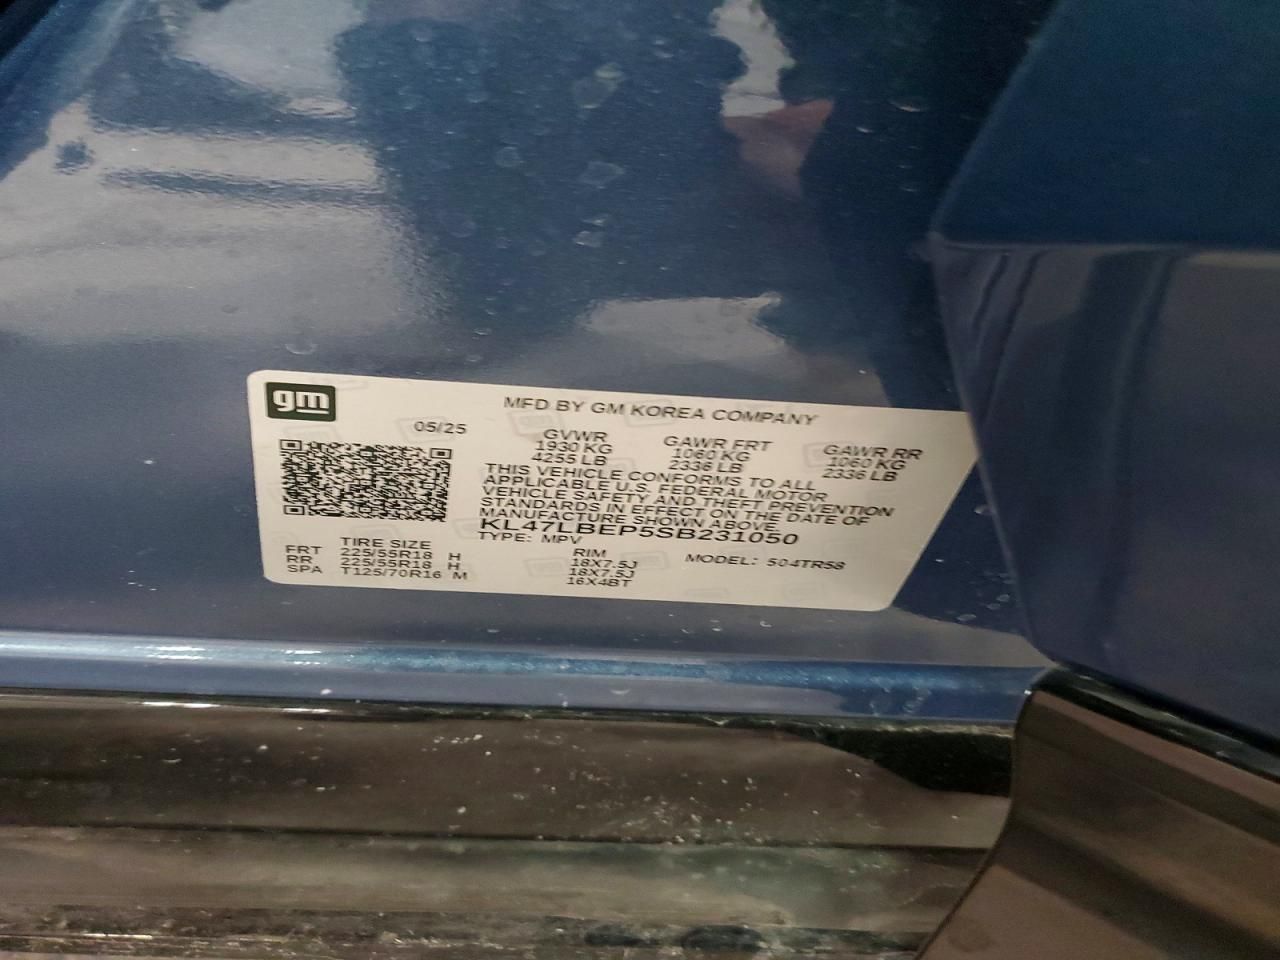 gm
MFD BY GM KOREA COMPANY
05/25
GVWR GAWR FRT GAWR RR
1930 KG 1060 KG 1060 KG
4255 LB 2336 LB 2336 LB
THIS VEHICLE CONFORMS TO ALL
APPLICABLE U.S. FEDERAL MOTOR
VEHICLE SAFETY AND THEFT PREVENTION
STANDARDS IN EFFECT ON THE DATE OF
MANUFACTURE SHOWN ABOVE.
KL47LBEP5SB231050
TYPE: MPV
TIRE SIZE RIM MODEL: 504TR58
FRT 225/55R18 H 18X7.5J
RR 225/55R18 H 18X7.5J
SPA T125/70R16 M 16X4BT